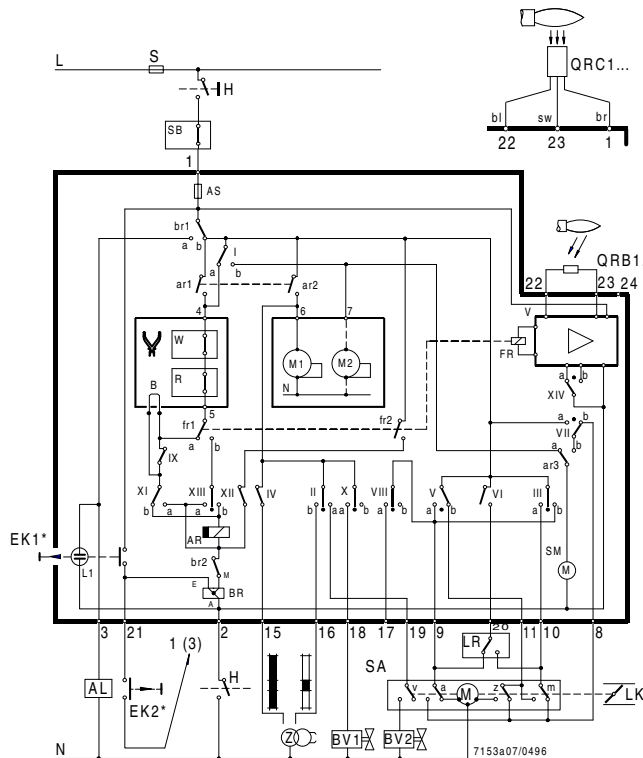 L S H QRC1...
SB
bl sw br
22 23 1
1
AS
br1
a b I
a b
QRB1
22 23 24
ar1 ar2
V
4 6 7
FR
W
M1 M2
R
N
a b
XIV
B
5
fr1 fr2
a b
VII
a b
a b
IX
ar3
XI XIII XII IV II X VIII V VI III
b a a b b a a b a b a b a b
AR
SM
EK1*
L1
br2
M
M
E
BR
A
3 21 2 15 16 18 17 19 9 20 11 10 8
1 (3)
LR
AL H SA
v a M z m
LK
EK2*
Z BV1 BV2
N 7153a07/0496